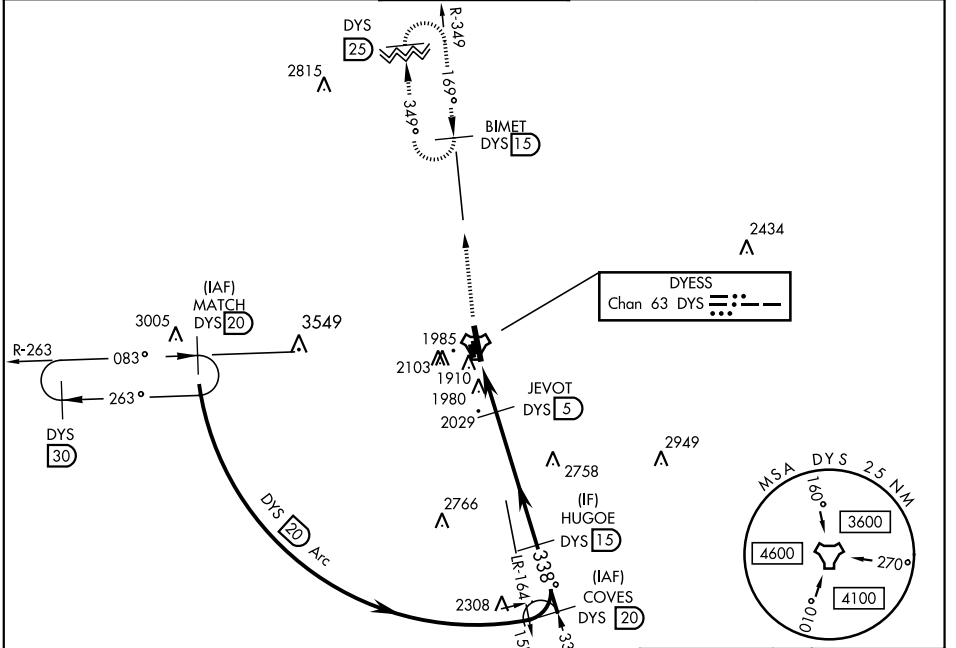 DYS
25
R-349
2815
169°
349°
BIMET
DYS 15
2434
DYESS
Chan 63 DYS
(IAF)
MATCH
DYS 20
3005
3549
R-263
083°
263°
DYS
30
1985
2103
1910
1980
2029
JEVOT
DYS 5
2949
2758
2766
(IF)
HUGOE
DYS 15
DYS 20 Arc
LR-164
338°
(IAF)
COVES
DYS 20
2308
MSA DYS 25 NM
160°
3600
4600
270°
4100
010°